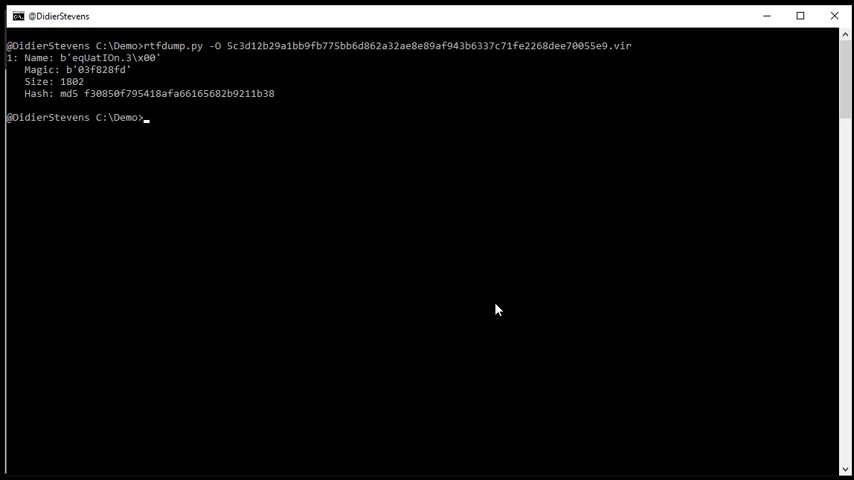 @DidierStevens
@DidierStevens C:\Demo>rtfdump.py -O 5c3d12b29a1bb9fb775bb6d862a32ae8e89af943b6337c71fe2268dee70055e9.vir
1: Name: b'eqUatIOn.3\x00'
Magic: b'03f828fd'
Size: 1802
Hash: md5 f30850f795418afa66165682b9211b38
@DidierStevens C:\Demo>